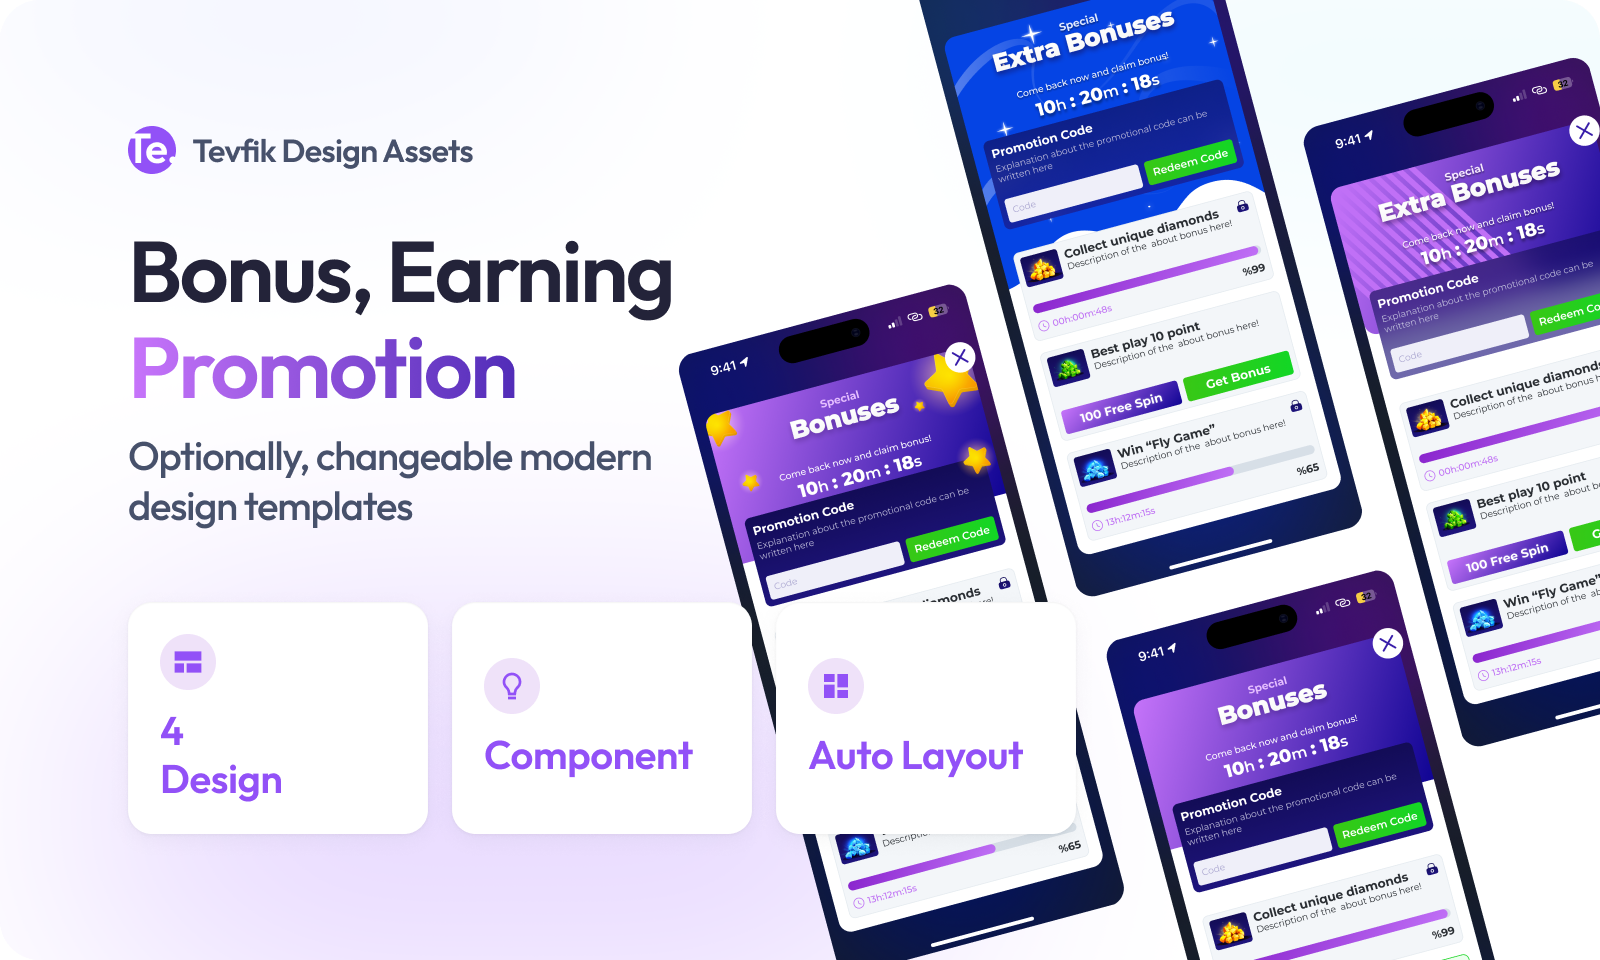 Te.
Tevfik Design Assets
Bonus, Earning
Promotion
Optionally, changeable modern
design templates
4
Design
Component
Auto Layout
9:41
32
Special
Bonuses
Come back now and claim bonus!
10h : 20m : 18s
Promotion Code
Explanation about the promotional code can be
written here
Code
Redeem Code
%65
13h:12m:15s
Special
Extra Bonuses
Come back now and claim bonus!
10h : 20m : 18s
Promotion Code
Explanation about the promotional code can be
written here
Code
Redeem Code
Collect unique diamonds
Description of the about bonus here!
%99
00h:00m:48s
Best play 10 point
Description of the about bonus here!
100 Free Spin
Get Bonus
Win “Fly Game”
Description of the about bonus here!
%65
13h:12m:15s
9:41
32
Special
Extra Bonuses
Come back now and claim bonus!
10h : 20m : 18s
Promotion Code
Explanation about the promotional code can be
written here
Code
Redeem Co
Collect unique diamonds
Description of the about bonus h
00h:00m:48s
Best play 10 point
Description of the about be
100 Free Spin
Win “Fly Game”
Description of the ab
13h:12m:15s
9:41
32
Special
Bonuses
Come back now and claim bonus!
10h : 20m : 18s
Promotion Code
Explanation about the promotional code can be
written here
Code
Redeem Code
Collect unique diamonds
Description of the about bonus here!
%99